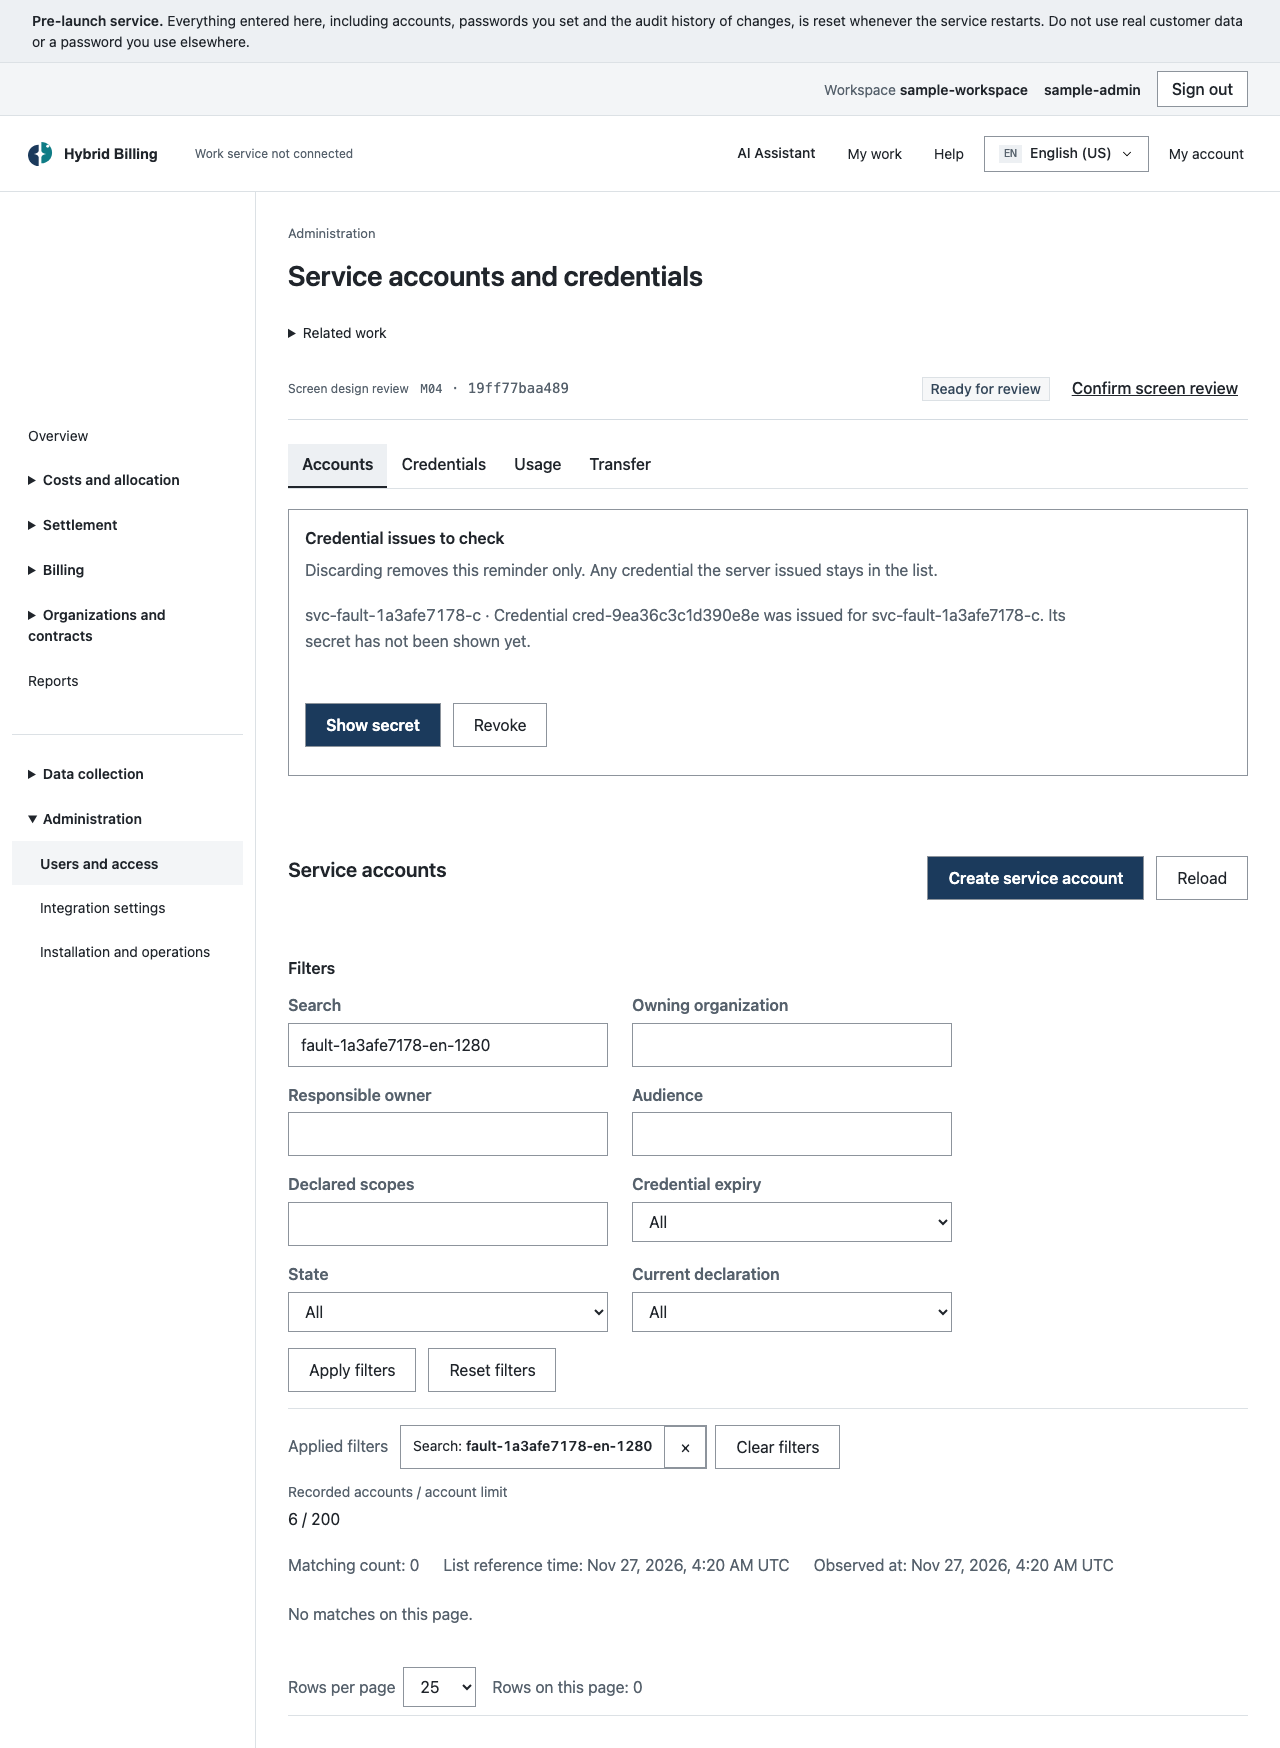 Pre-launch service. Everything entered here, including accounts, passwords you set and the audit history of changes, is reset whenever the service restarts. Do not use real customer data
or a password you use elsewhere.
Workspace sample-workspace sample-admin Sign out
Hybrid Billing Work service not connected AI Assistant My work Help EN English (US) My account
Administration
Service accounts and credentials
Related work
Screen design review M04 · 19ff77baa489 Ready for review Confirm screen review
Overview
Costs and allocation
Settlement
Billing
Organizations and
contracts
Reports
Data collection
Administration
Users and access
Integration settings
Installation and operations
Accounts Credentials Usage Transfer
Credential issues to check
Discarding removes this reminder only. Any credential the server issued stays in the list.
svc-fault-1a3afe7178-c · Credential cred-9ea36c3c1d390e8e was issued for svc-fault-1a3afe7178-c. Its
secret has not been shown yet.
Show secret Revoke
Service accounts Create service account Reload
Filters
Search Owning organization
fault-1a3afe7178-en-1280
Responsible owner Audience
Declared scopes Credential expiry
All
State Current declaration
All All
Apply filters Reset filters
Applied filters Search: fault-1a3afe7178-en-1280 × Clear filters
Recorded accounts / account limit
6 / 200
Matching count: 0 List reference time: Nov 27, 2026, 4:20 AM UTC Observed at: Nov 27, 2026, 4:20 AM UTC
No matches on this page.
Rows per page 25 Rows on this page: 0